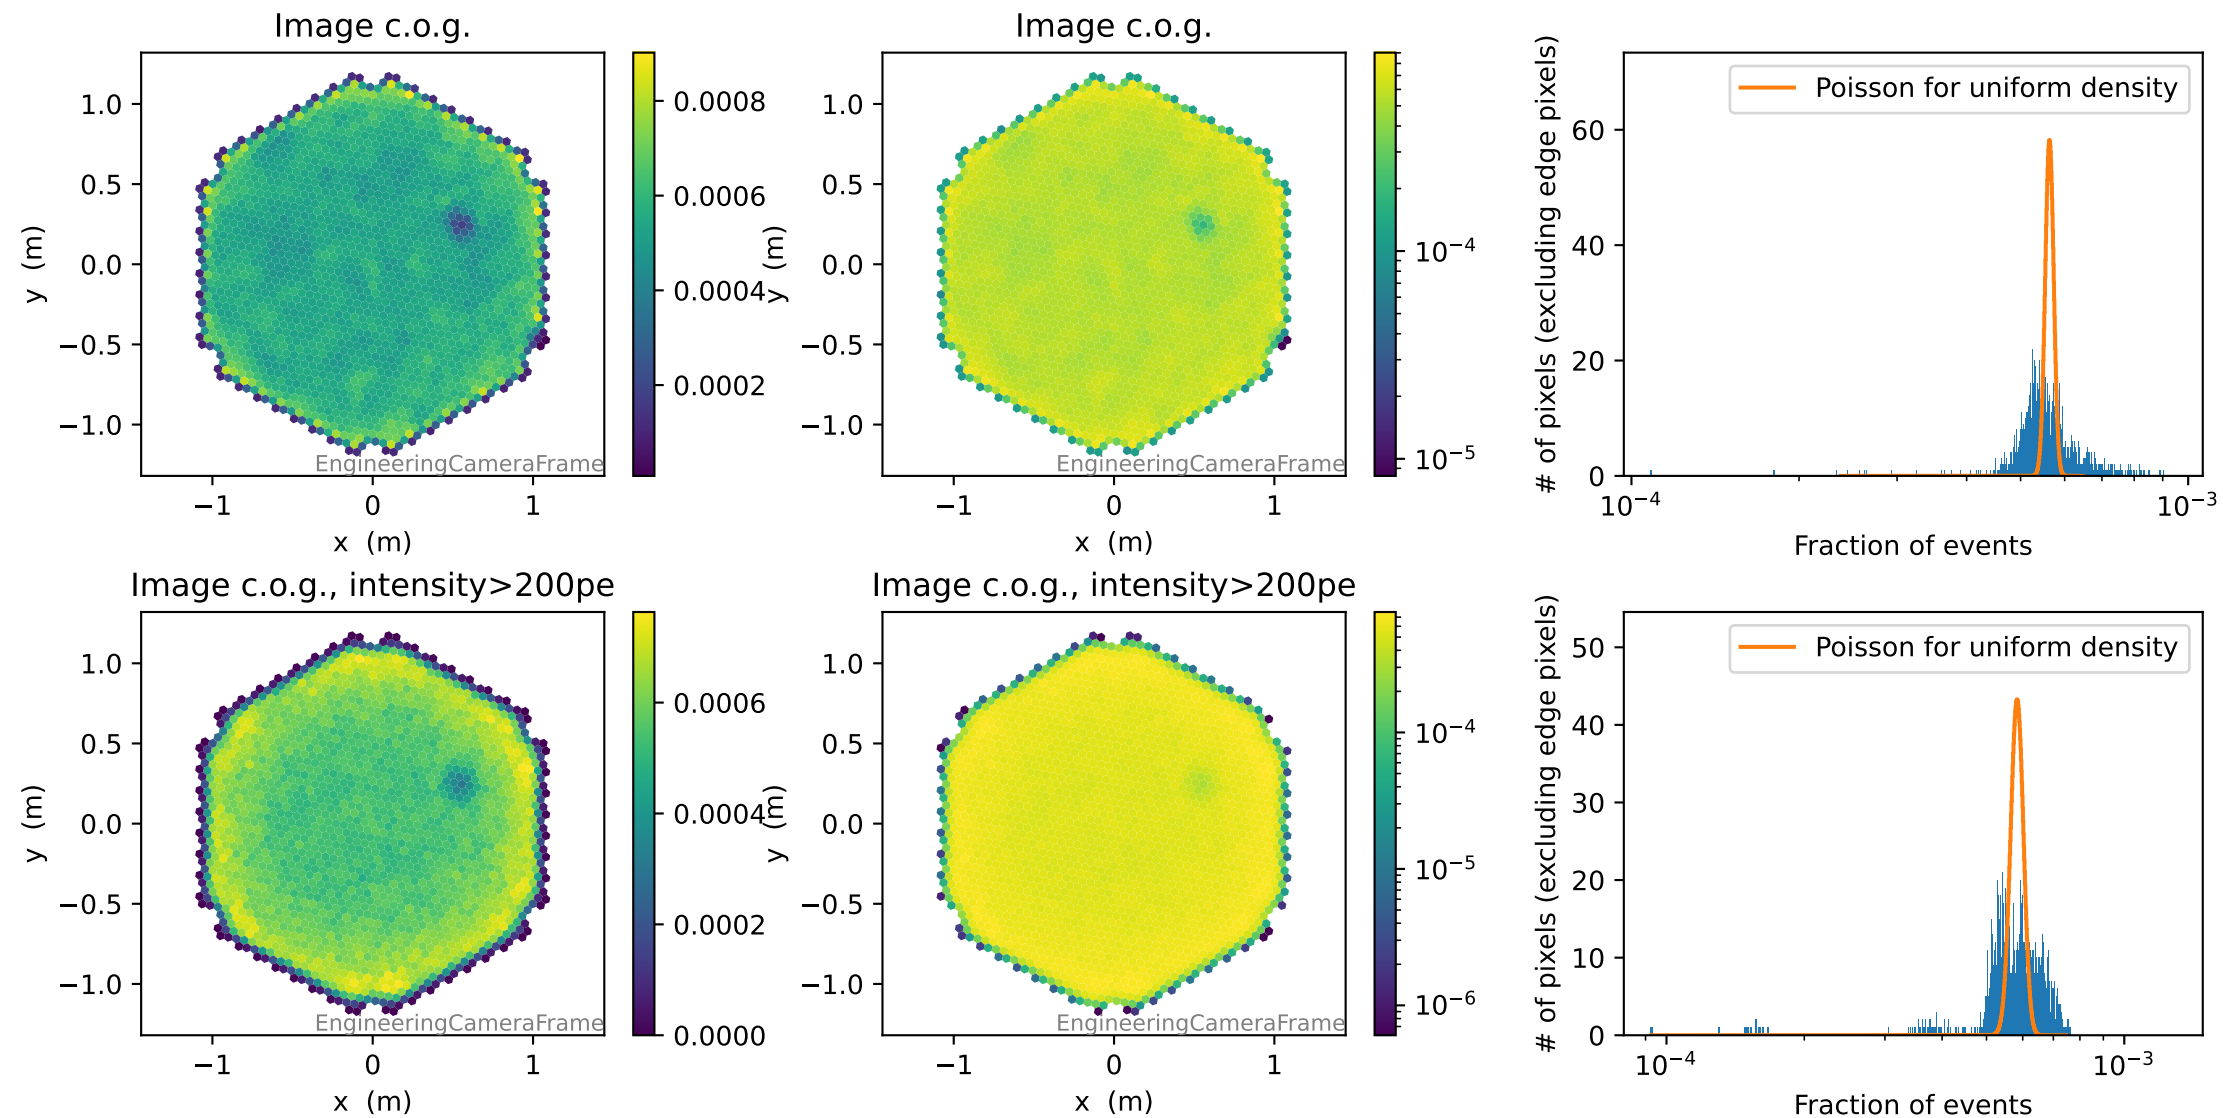 Image c.o.g.
1.0
0.5
0.0
−0.5
−1.0
y (m)
−1
0
1
x (m)
EngineeringCameraFrame
0.0008
0.0006
0.0004
0.0002
Image c.o.g.
1.0
0.5
0.0
−0.5
−1.0
y (m)
−1
0
1
x (m)
EngineeringCameraFrame
10⁻⁴
10⁻⁵
# of pixels (excluding edge pixels)
Poisson for uniform density
60
40
20
0
10⁻⁴
10⁻³
Fraction of events
Image c.o.g., intensity>200pe
1.0
0.5
0.0
−0.5
−1.0
y (m)
−1
0
1
x (m)
EngineeringCameraFrame
0.0006
0.0004
0.0002
0.0000
Image c.o.g., intensity>200pe
1.0
0.5
0.0
−0.5
−1.0
y (m)
−1
0
1
x (m)
EngineeringCameraFrame
10⁻⁴
10⁻⁵
10⁻⁶
# of pixels (excluding edge pixels)
Poisson for uniform density
50
40
30
20
10
0
10⁻⁴
10⁻³
Fraction of events